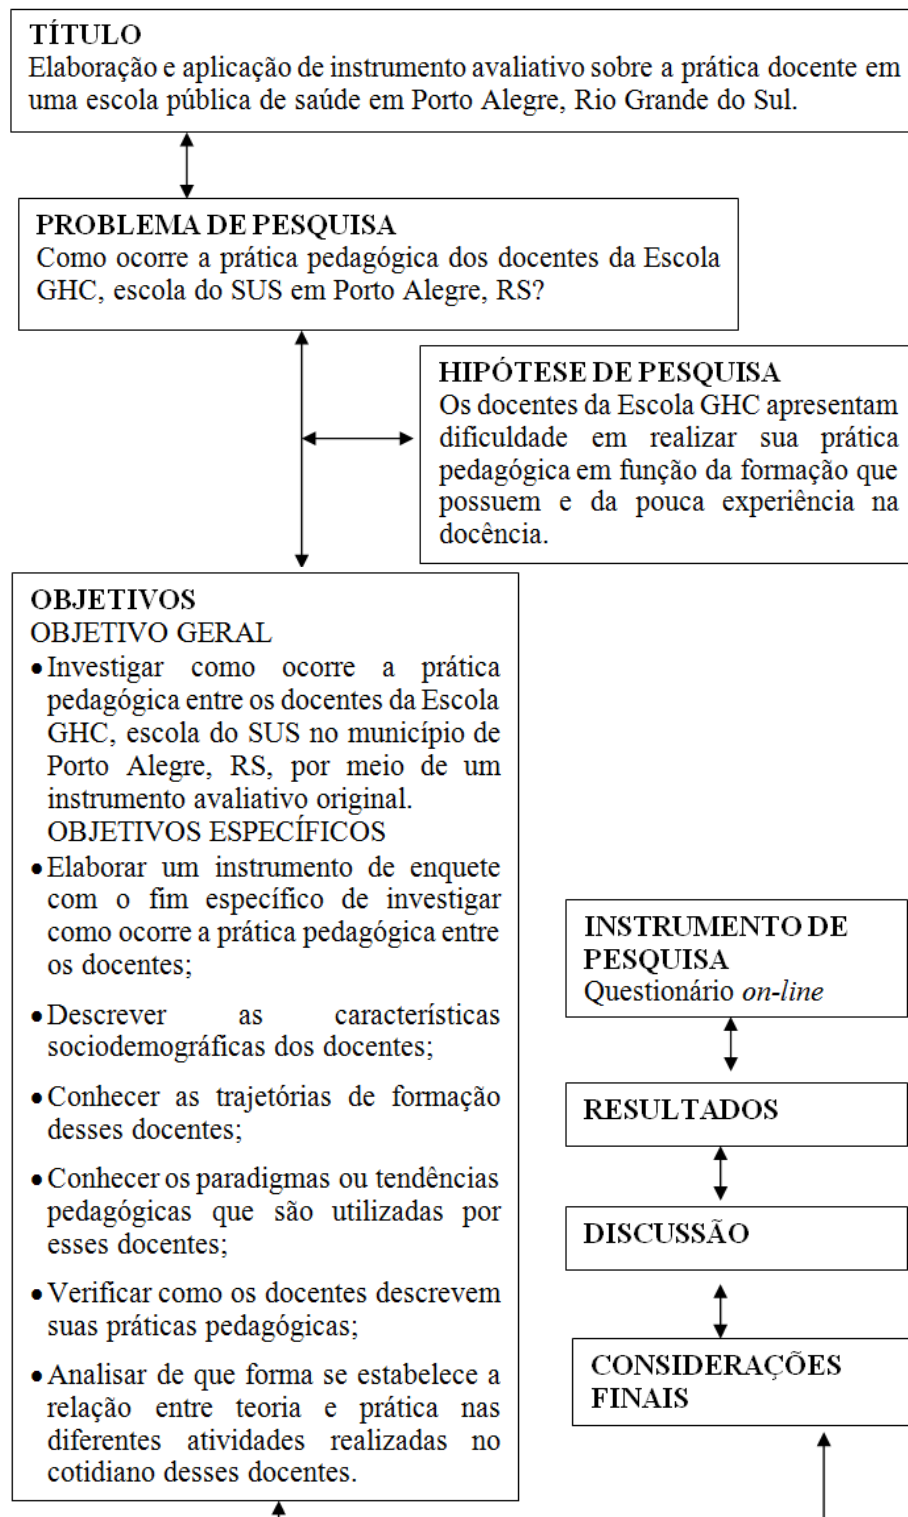 TÍTULO
Elaboração e aplicação de instrumento avaliativo sobre a prática docente em
uma escola pública de saúde em Porto Alegre, Rio Grande do Sul.
PROBLEMA DE PESQUISA
Como ocorre a prática pedagógica dos docentes da Escola
GHC, escola do SUS em Porto Alegre, RS?
HIPÓTESE DE PESQUISA
Os docentes da Escola GHC apresentam
dificuldade em realizar sua prática
pedagógica em função da formação que
possuem e da pouca experiência na
docência.
OBJETIVOS
OBJETIVO GERAL
•Investigar como ocorre a prática
pedagógica entre os docentes da Escola
GHC, escola do SUS no município de
Porto Alegre, RS, por meio de um
instrumento avaliativo original.
OBJETIVOS ESPECÍFICOS
•Elaborar um instrumento de enquete
com o fim específico de investigar
como ocorre a prática pedagógica entre
os docentes;
•Descrever as características
sociodemográficas dos docentes;
•Conhecer as trajetórias de formação
desses docentes;
•Conhecer os paradigmas ou tendências
pedagógicas que são utilizadas por
esses docentes;
•Verificar como os docentes descrevem
suas práticas pedagógicas;
•Analisar de que forma se estabelece a
relação entre teoria e prática nas
diferentes atividades realizadas no
cotidiano desses docentes.
INSTRUMENTO DE
PESQUISA
Questionário on-line
RESULTADOS
DISCUSSÃO
CONSIDERAÇÕES
FINAIS